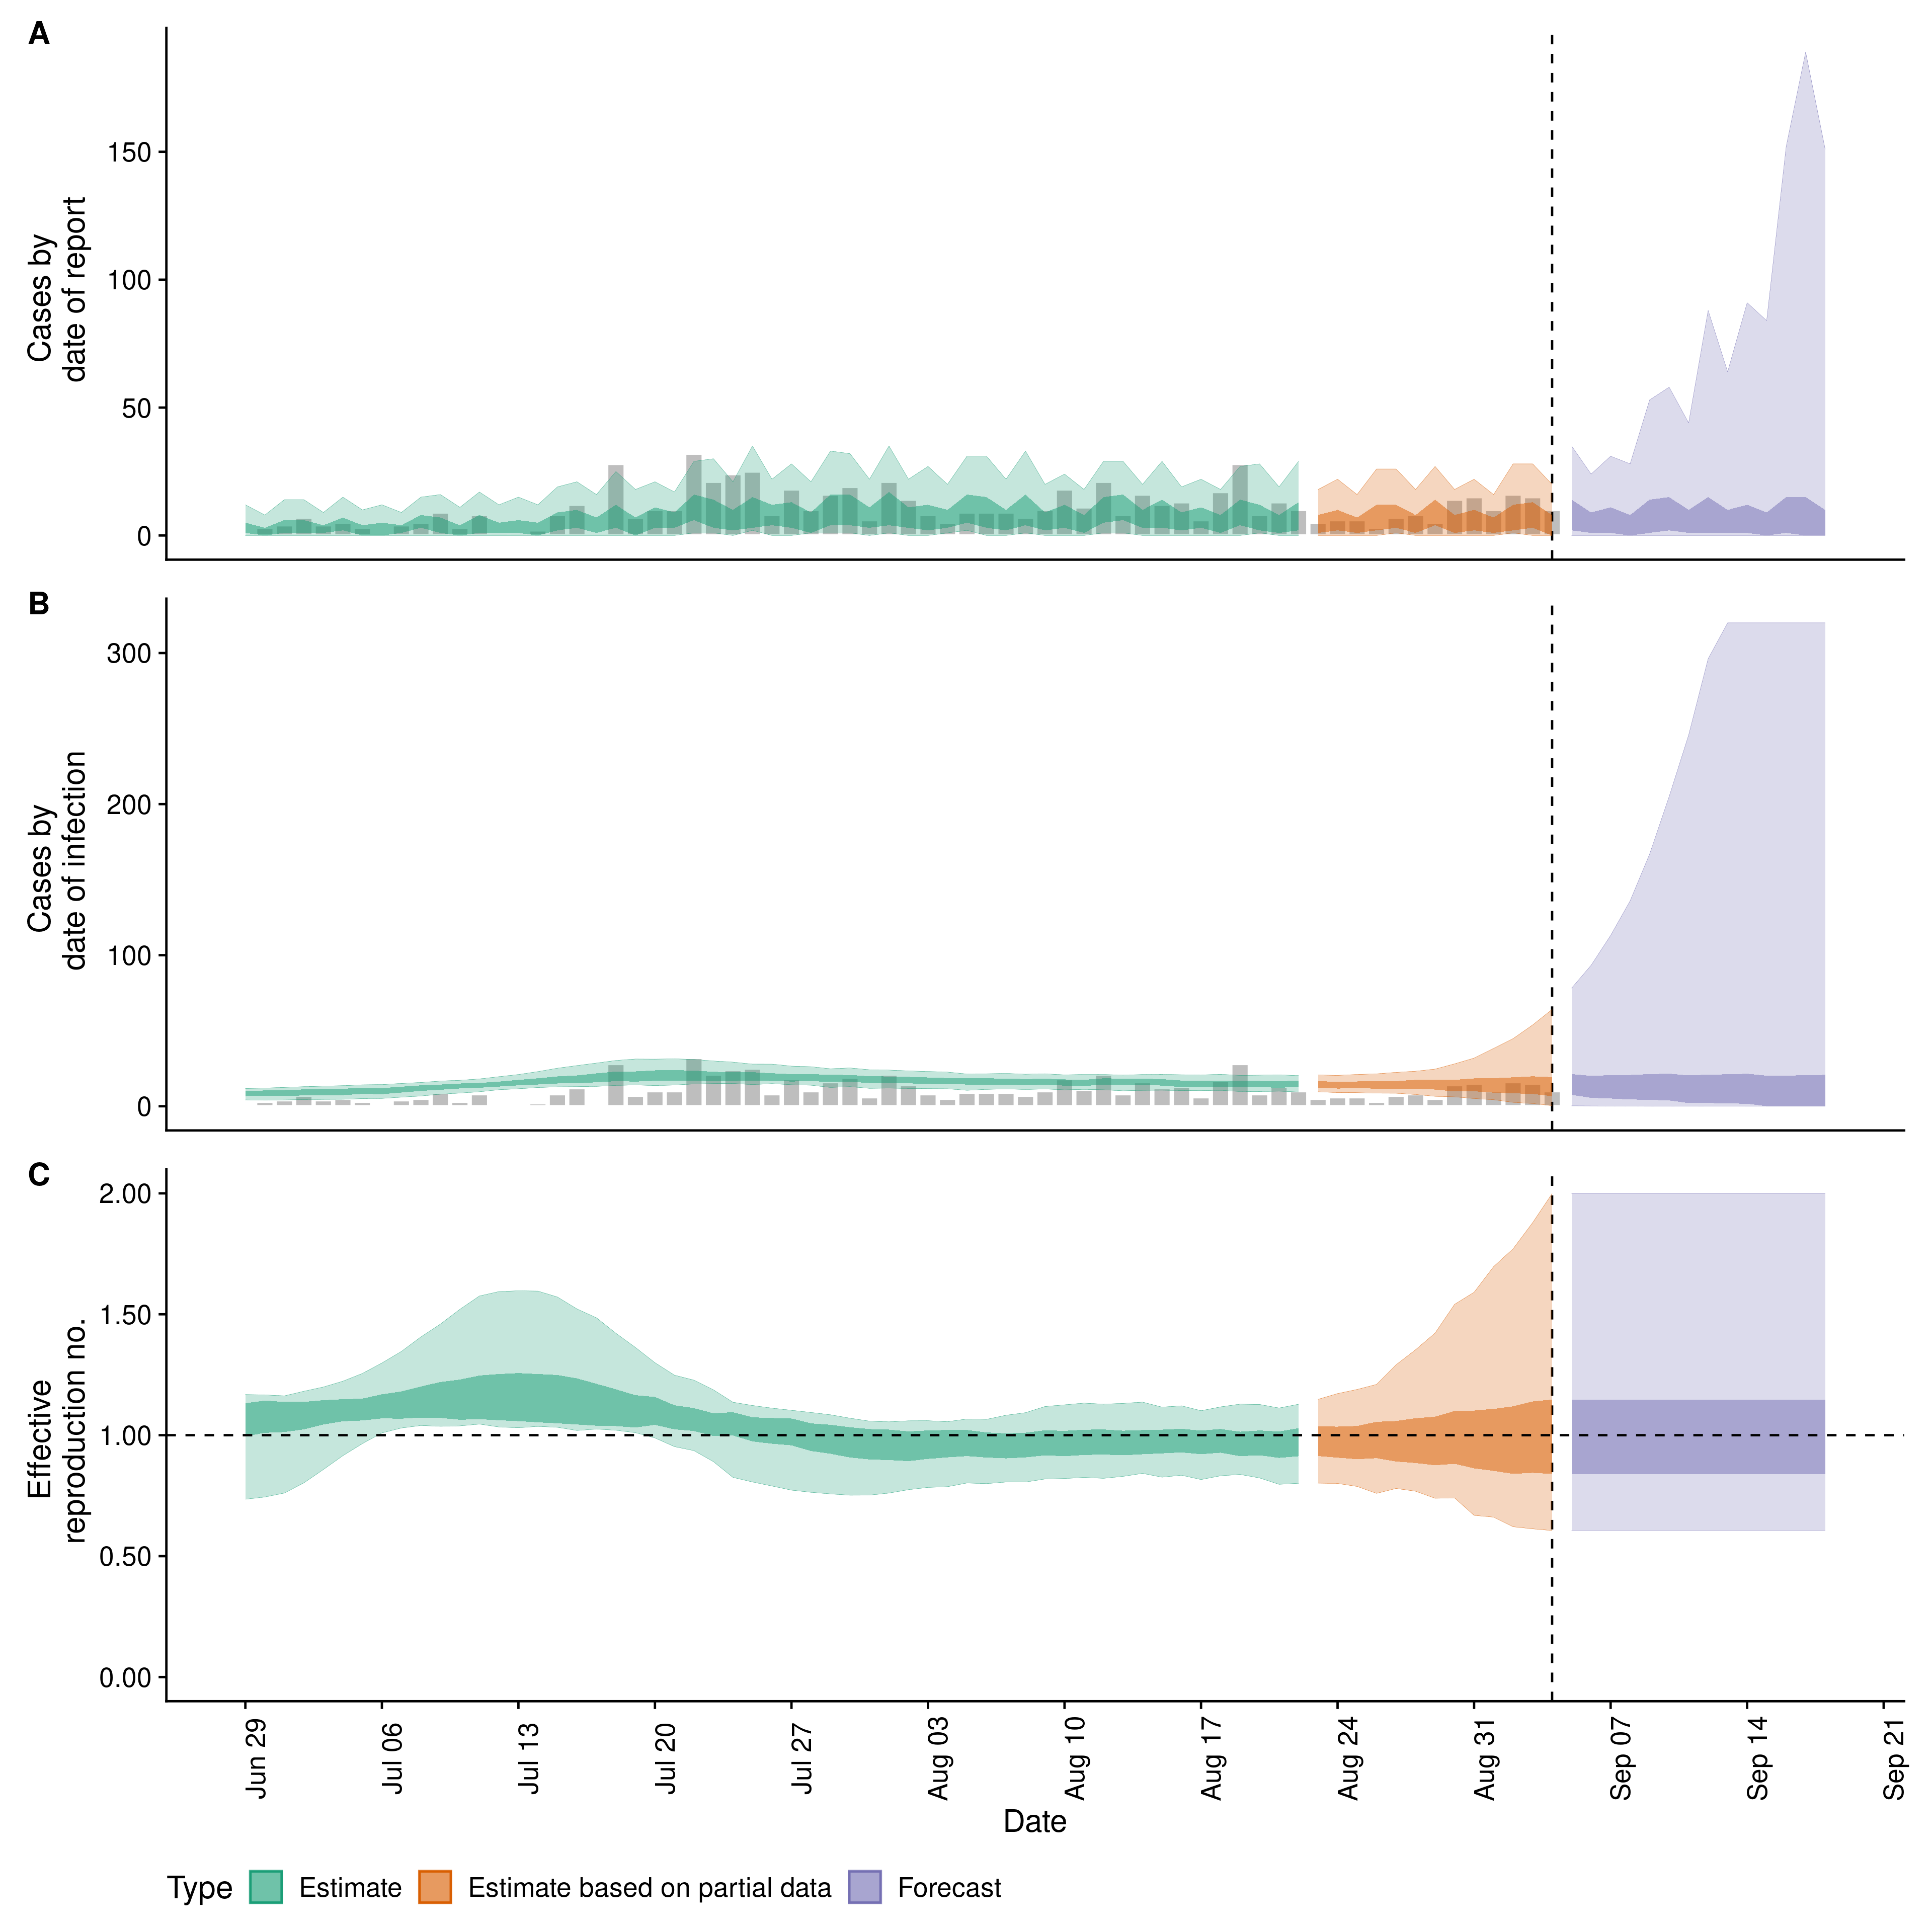 A
Cases by
date of report
150
100
50
0
B
Cases by
date of infection
300
200
100
0
C
Effective
reproduction no.
2.00
1.50
1.00
0.50
0.00
Jun 29
Jul 06
Jul 13
Jul 20
Jul 27
Aug 03
Aug 10
Aug 17
Aug 24
Aug 31
Sep 07
Sep 14
Sep 21
Date
Type Estimate Estimate based on partial data Forecast